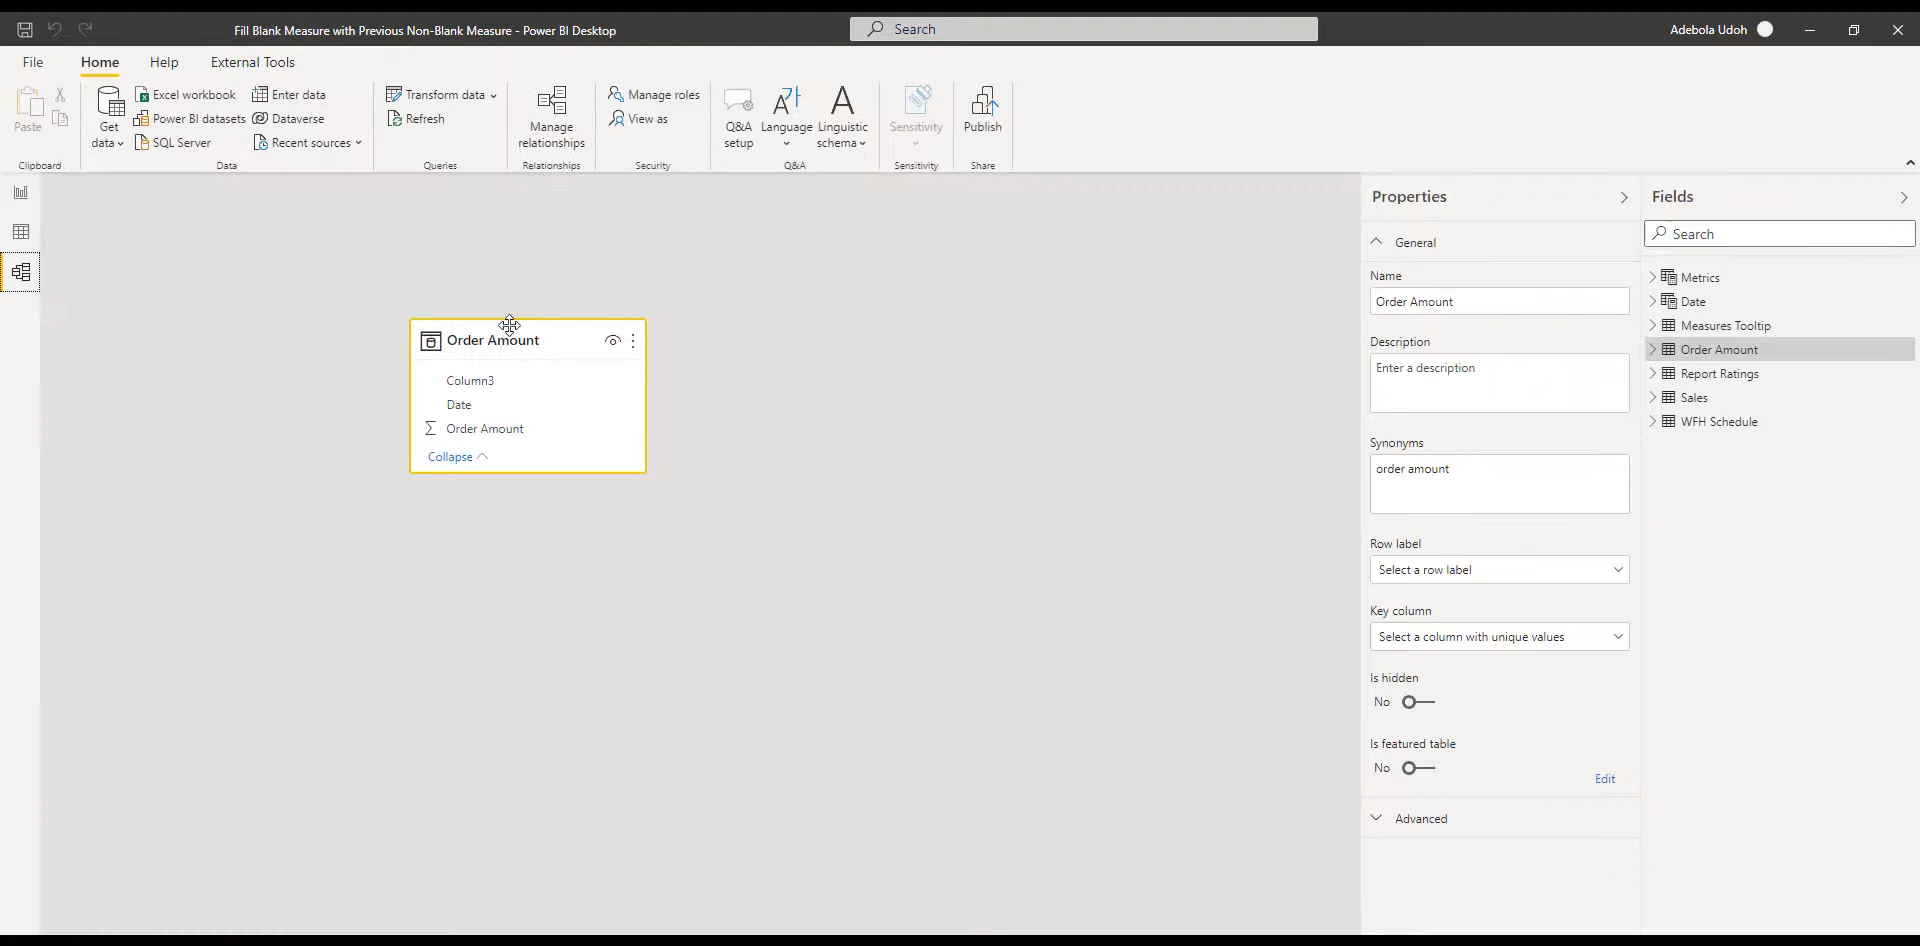 Fill Blank Measure with Previous Non-Blank Measure - Power BI Desktop
Search
Adebola Udoh
File
Home
Help
External Tools
Paste
Clipboard
Get data
Excel workbook
Power BI datasets
SQL Server
Enter data
Dataverse
Recent sources
Data
Transform data
Refresh
Queries
Manage relationships
Relationships
Manage roles
View as
Security
Q&A setup
Language
Linguistic schema
Q&A
Sensitivity
Sensitivity
Publish
Share
Order Amount
Column3
Date
Order Amount
Collapse
Properties
General
Name
Order Amount
Description
Enter a description
Synonyms
order amount
Row label
Select a row label
Key column
Select a column with unique values
Is hidden
No
Is featured table
No
Edit
Advanced
Fields
Search
Metrics
Date
Measures Tooltip
Order Amount
Report Ratings
Sales
WFH Schedule